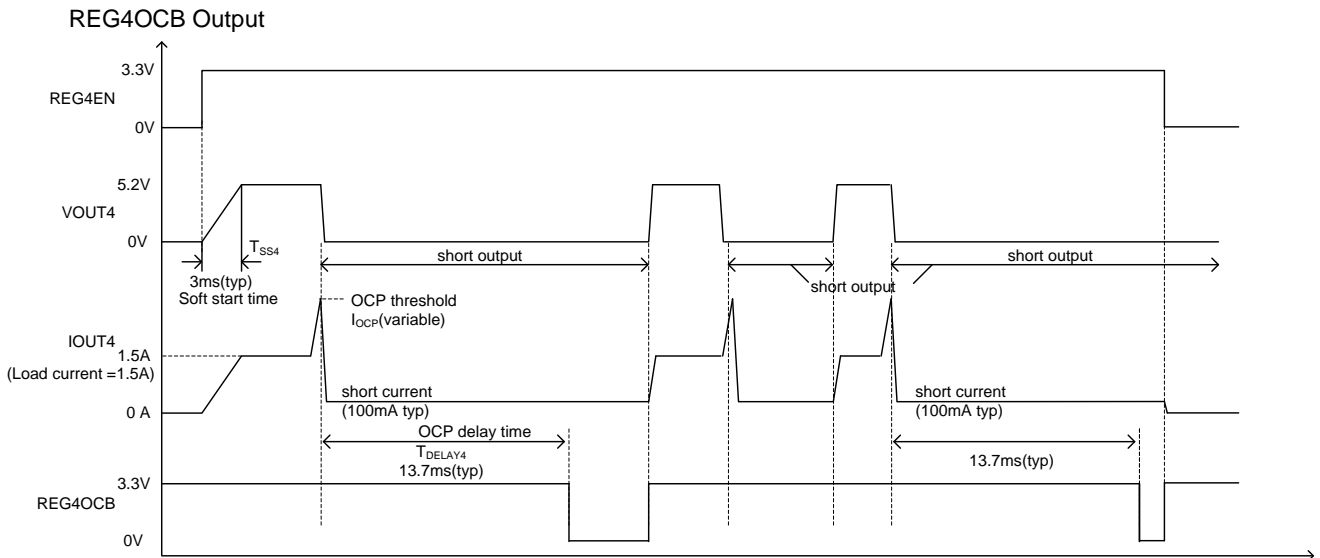 REG4OCB Output
3.3V
REG4EN
0V
5.2V
VOUT4
0V
TSS4
3ms(typ)
Soft start time
short output
short output
short output
OCP threshold
IOCP(variable)
IOUT4
1.5A
(Load current =1.5A)
0 A
short current
(100mA typ)
short current
(100mA typ)
OCP delay time
TDELAY4
13.7ms(typ)
13.7ms(typ)
3.3V
REG4OCB
0V